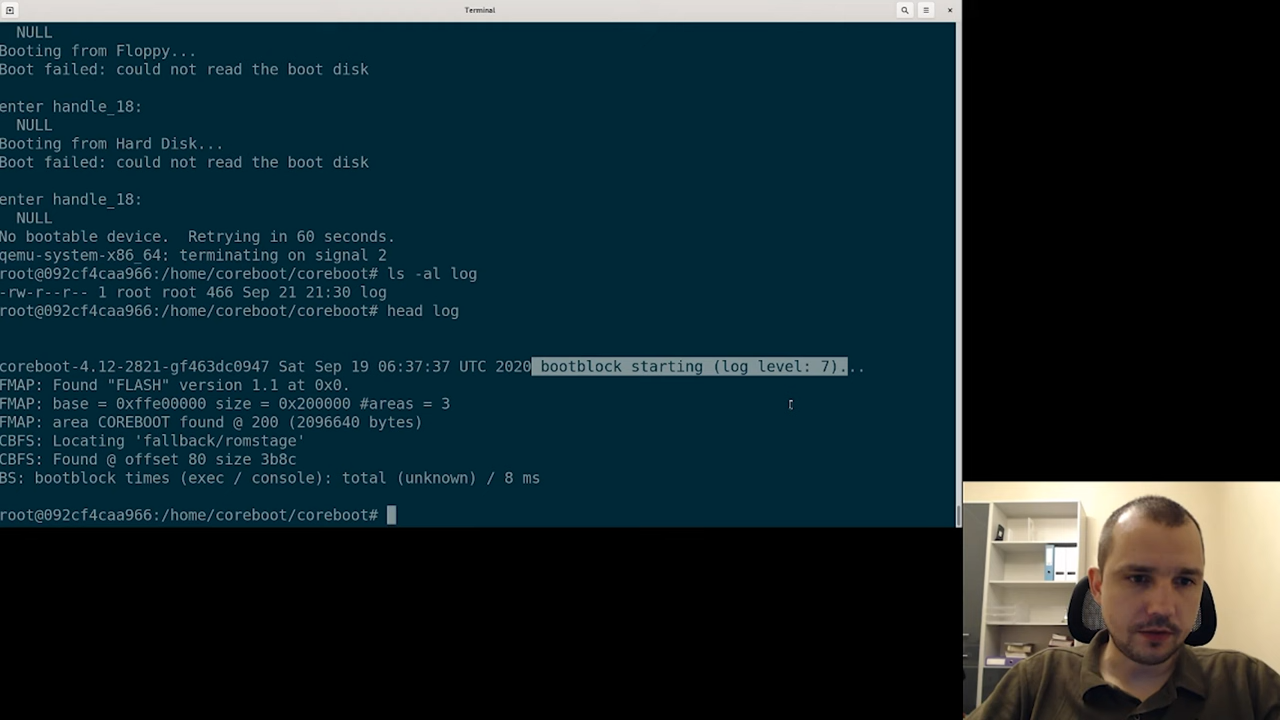 Terminal
NULL
Booting from Floppy...
Boot failed: could not read the boot disk
enter handle_18:
NULL
Booting from Hard Disk...
Boot failed: could not read the boot disk
enter handle_18:
NULL
No bootable device.  Retrying in 60 seconds.
qemu-system-x86_64: terminating on signal 2
root@092cf4caa966:/home/coreboot/coreboot# ls -al log
-rw-r--r-- 1 root root 466 Sep 21 21:30 log
root@092cf4caa966:/home/coreboot/coreboot# head log
coreboot-4.12-2821-gf463dc0947 Sat Sep 19 06:37:37 UTC 2020 bootblock starting (log level: 7)...
FMAP: Found "FLASH" version 1.1 at 0x0.
FMAP: base = 0xffe00000 size = 0x200000 #areas = 3
FMAP: area COREBOOT found @ 200 (2096640 bytes)
CBFS: Locating 'fallback/romstage'
CBFS: Found @ offset 80 size 3b8c
BS: bootblock times (exec / console): total (unknown) / 8 ms
root@092cf4caa966:/home/coreboot/coreboot#